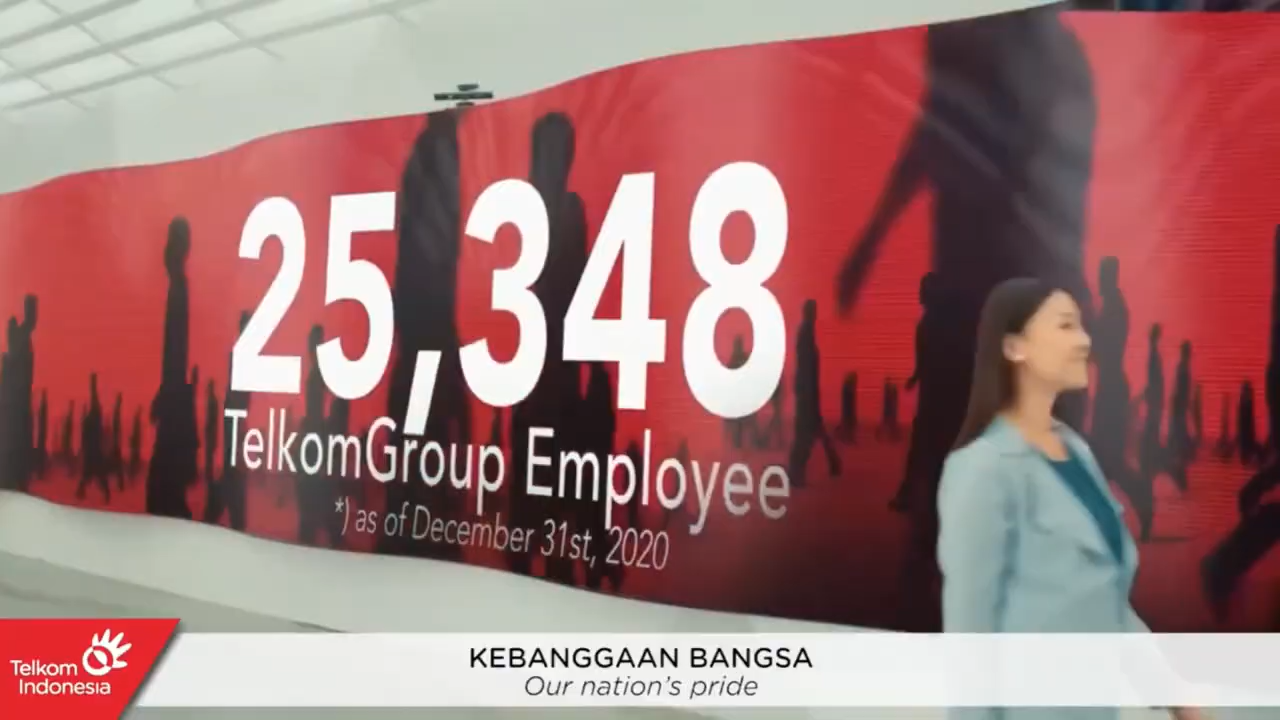 25,348
TelkomGroup Employee
*) as of December 31st, 2020
Telkom
Indonesia
KEBANGGAAN BANGSA
Our nation's pride